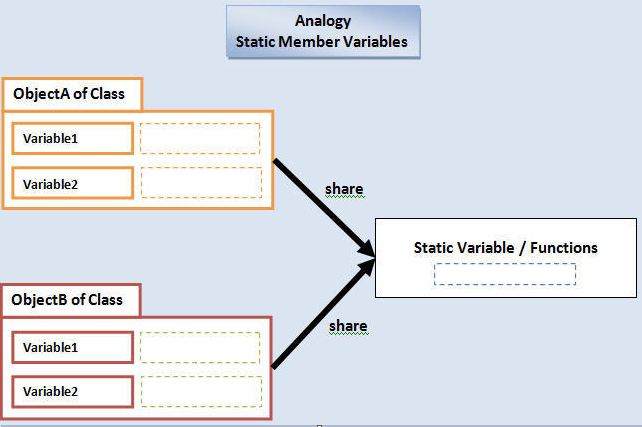 Analogy
Static Member Variables
ObjectA of Class
Variable1
Variable2
share
Static Variable / Functions
ObjectB of Class
share
Variable1
Variable2